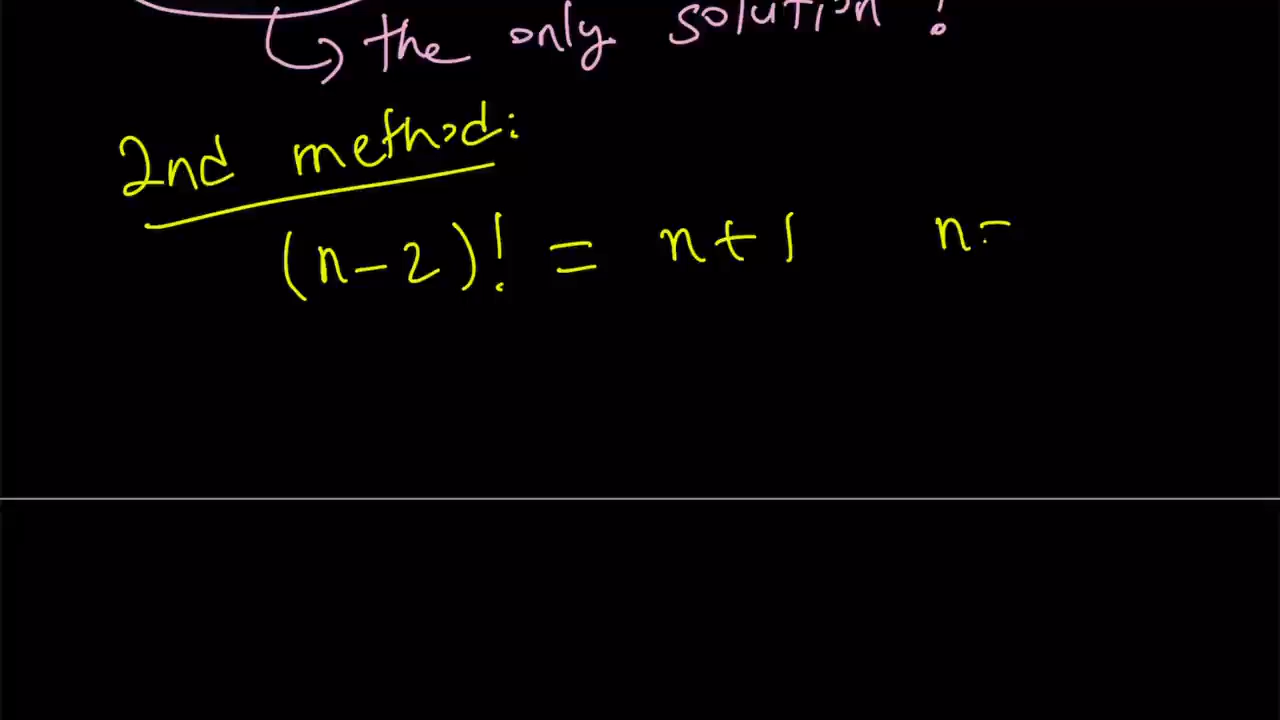 the only solution!
2nd method:
(n-2)! = n+1 n=